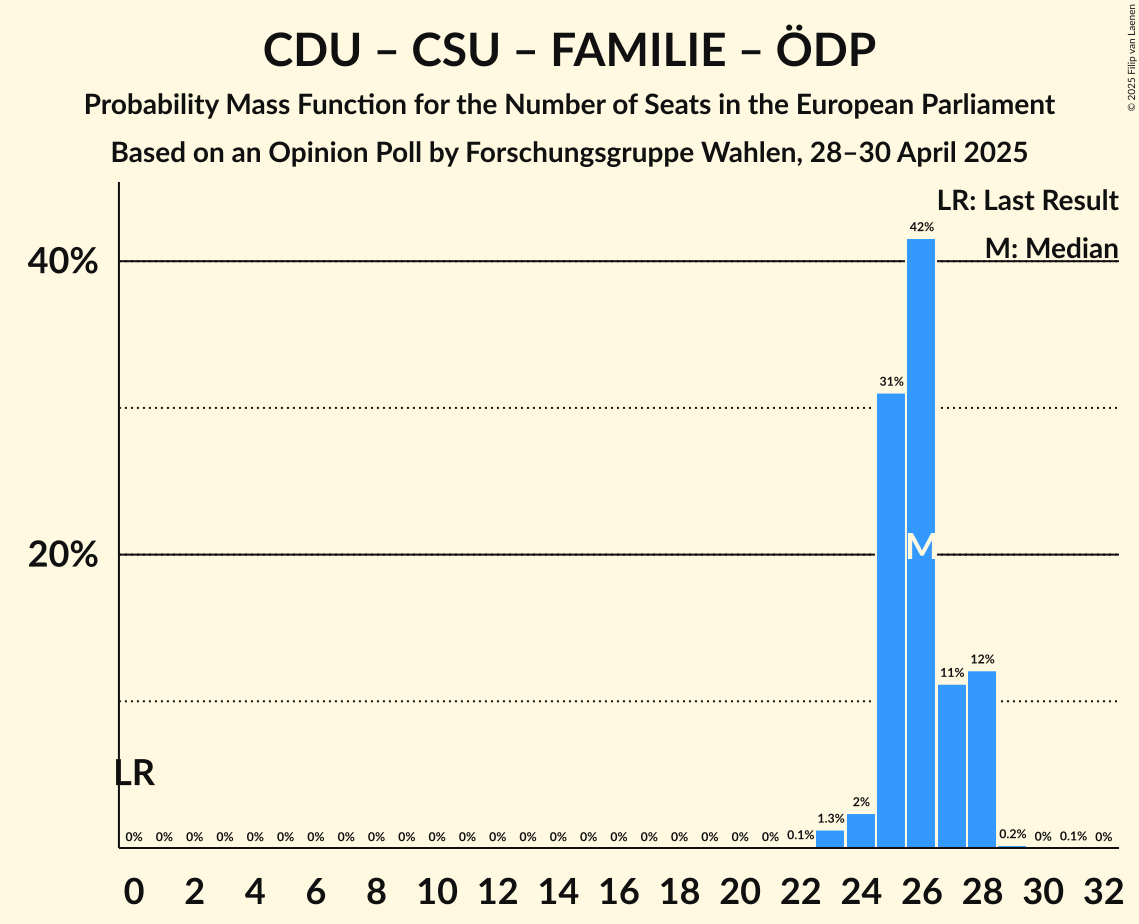 CDU – CSU – FAMILIE – ÖDP
Probability Mass Function for the Number of Seats in the European Parliament
Based on an Opinion Poll by Forschungsgruppe Wahlen, 28–30 April 2025
© 2025 Filip van Laenen
LR: Last Result
M: Median
40%
20%
42%
31%
M
12%
11%
LR
2%
1.3%
0% 0% 0% 0% 0% 0% 0% 0% 0% 0% 0% 0% 0% 0% 0% 0% 0% 0% 0% 0% 0% 0% 0.1% 0.2% 0% 0.1% 0%
0 2 4 6 8 10 12 14 16 18 20 22 24 26 28 30 32